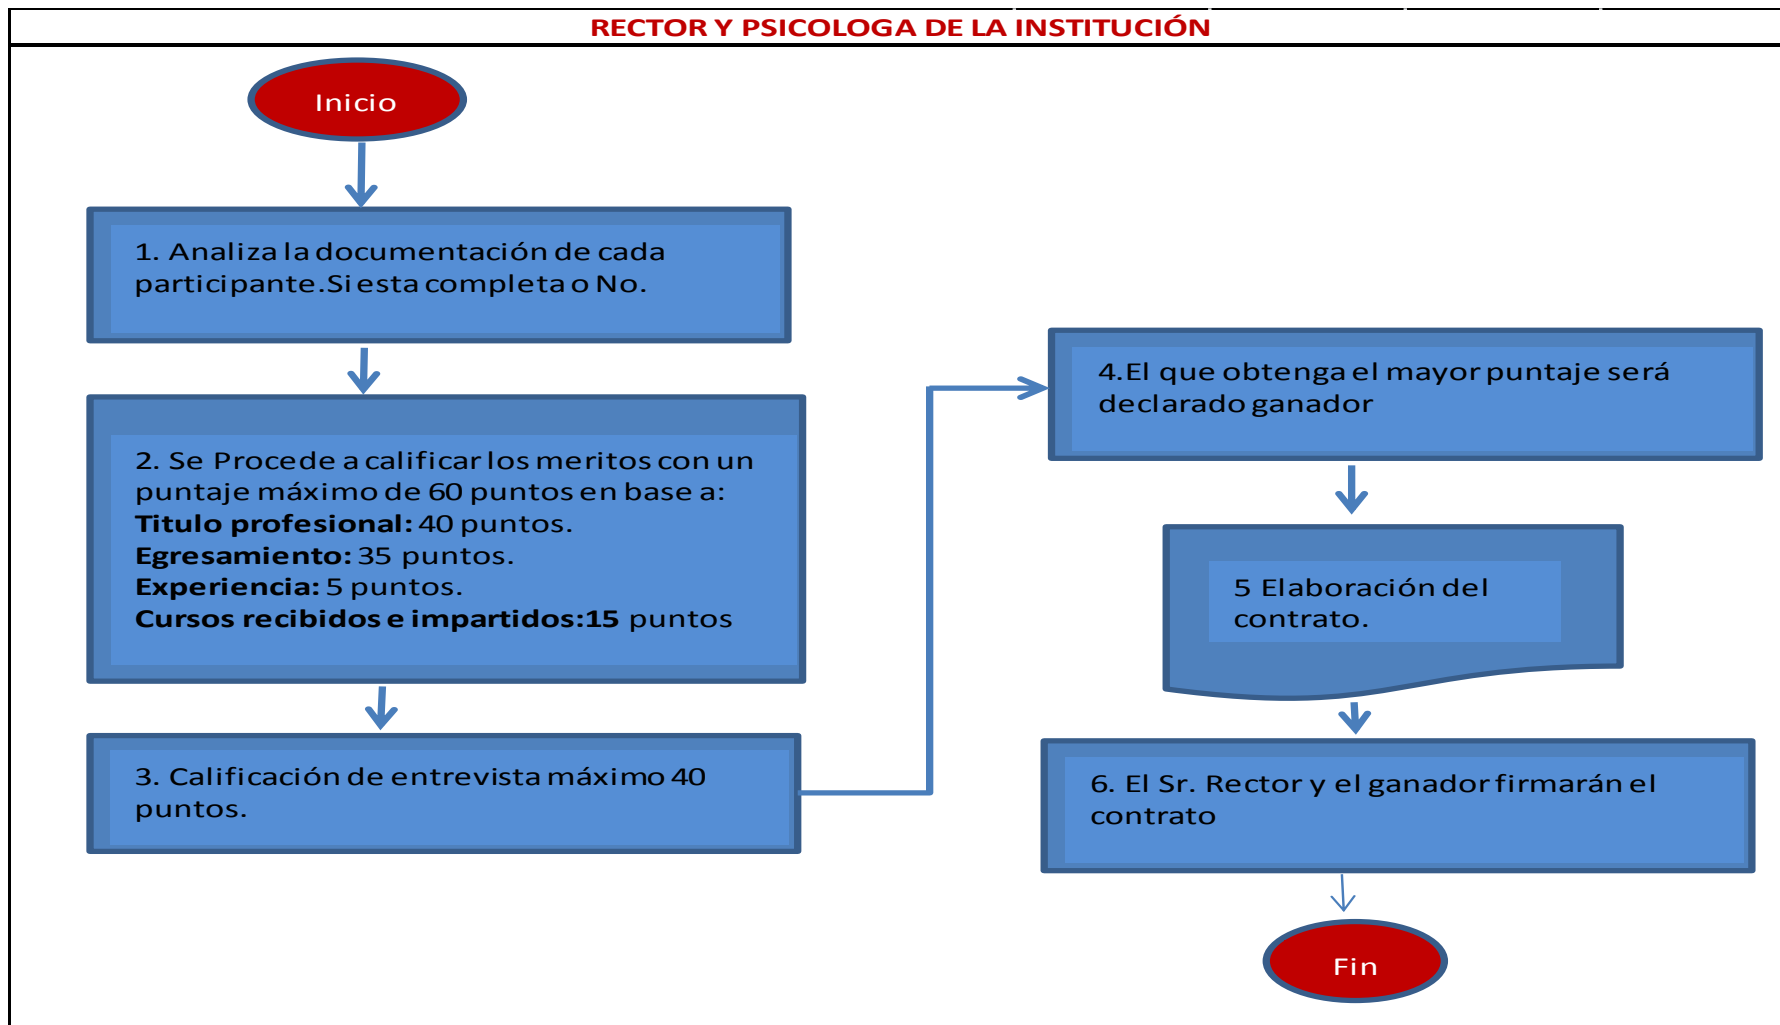 RECTOR Y PSICOLOGA DE LA INSTITUCIÓN
Inicio
1. Analiza la documentación de cada
participante.Si esta completa o No.
2. Se Procede a calificar los meritos con un
puntaje máximo de 60 puntos en base a:
Titulo profesional: 40 puntos.
Egresamiento: 35 puntos.
Experiencia: 5 puntos.
Cursos recibidos e impartidos:15 puntos
3. Calificación de entrevista máximo 40
puntos.
4.El que obtenga el mayor puntaje será
declarado ganador
5 Elaboración del
contrato.
6. El Sr. Rector y el ganador firmarán el
contrato
Fin